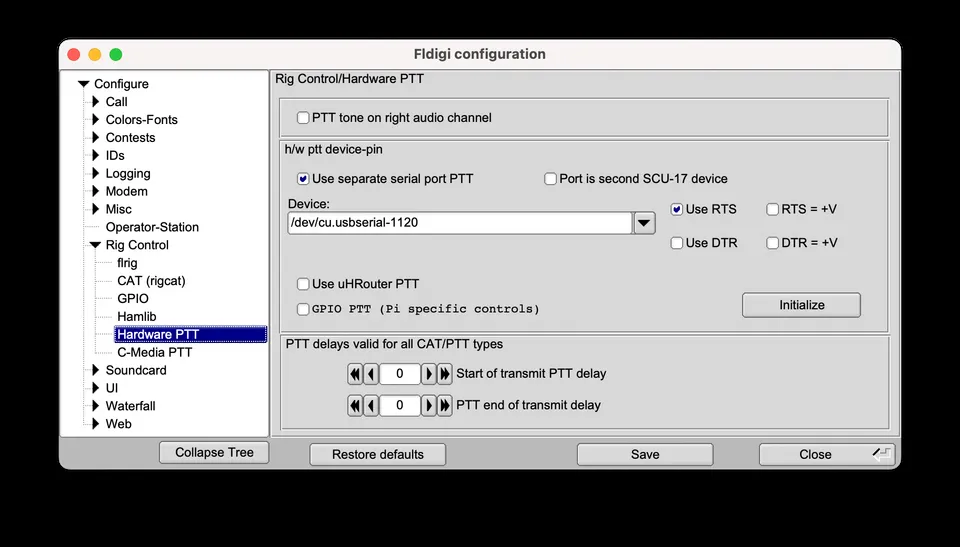 Fldigi configuration
Configure
Call
Colors-Fonts
Contests
IDs
Logging
Modem
Misc
Operator-Station
Rig Control
flrig
CAT (rigcat)
GPIO
Hamlib
Hardware PTT
C-Media PTT
Soundcard
UI
Waterfall
Web
Collapse Tree
Rig Control/Hardware PTT
PTT tone on right audio channel
h/w ptt device-pin
Use separate serial port PTT
Port is second SCU-17 device
Device:
/dev/cu.usbserial-1120
Use RTS
RTS = +V
Use DTR
DTR = +V
Use uHRouter PTT
GPIO PTT (Pi specific controls)
Initialize
PTT delays valid for all CAT/PTT types
0 Start of transmit PTT delay
0 PTT end of transmit delay
Restore defaults
Save
Close